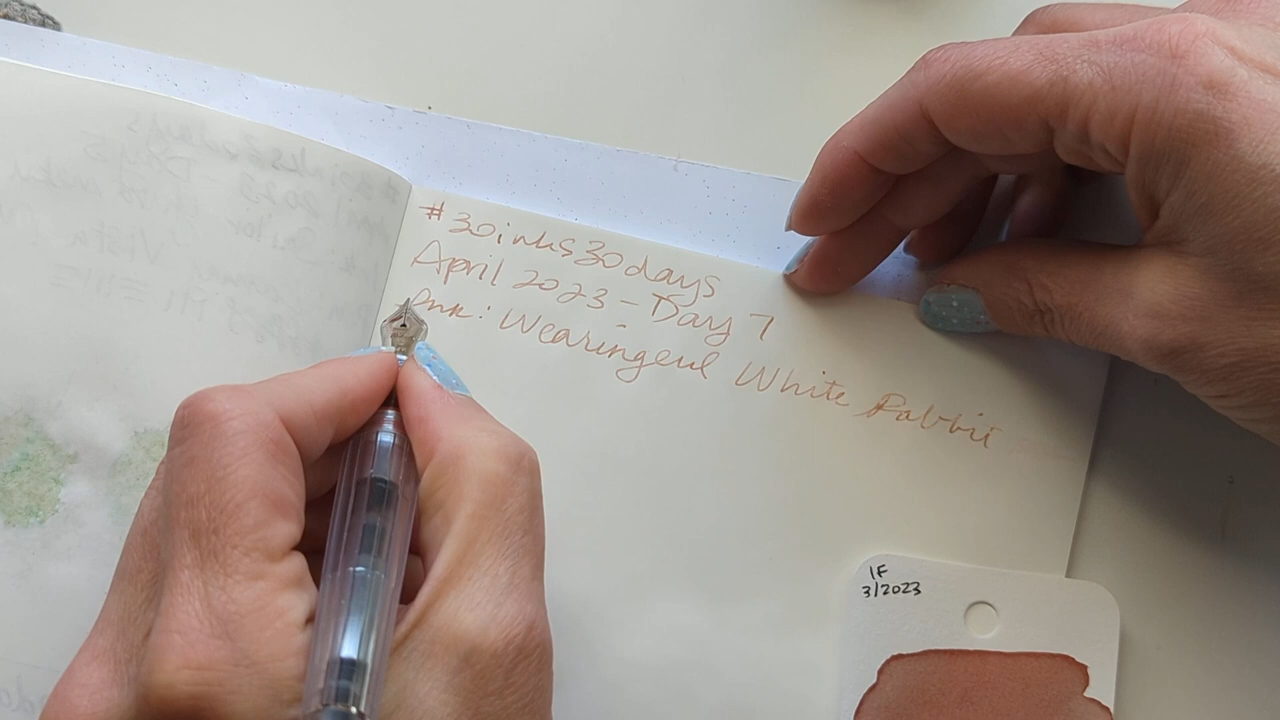 #30inks30days
April 2023 - Day 7
Ink: Wearingeul White Rabbit
1F
3/2023